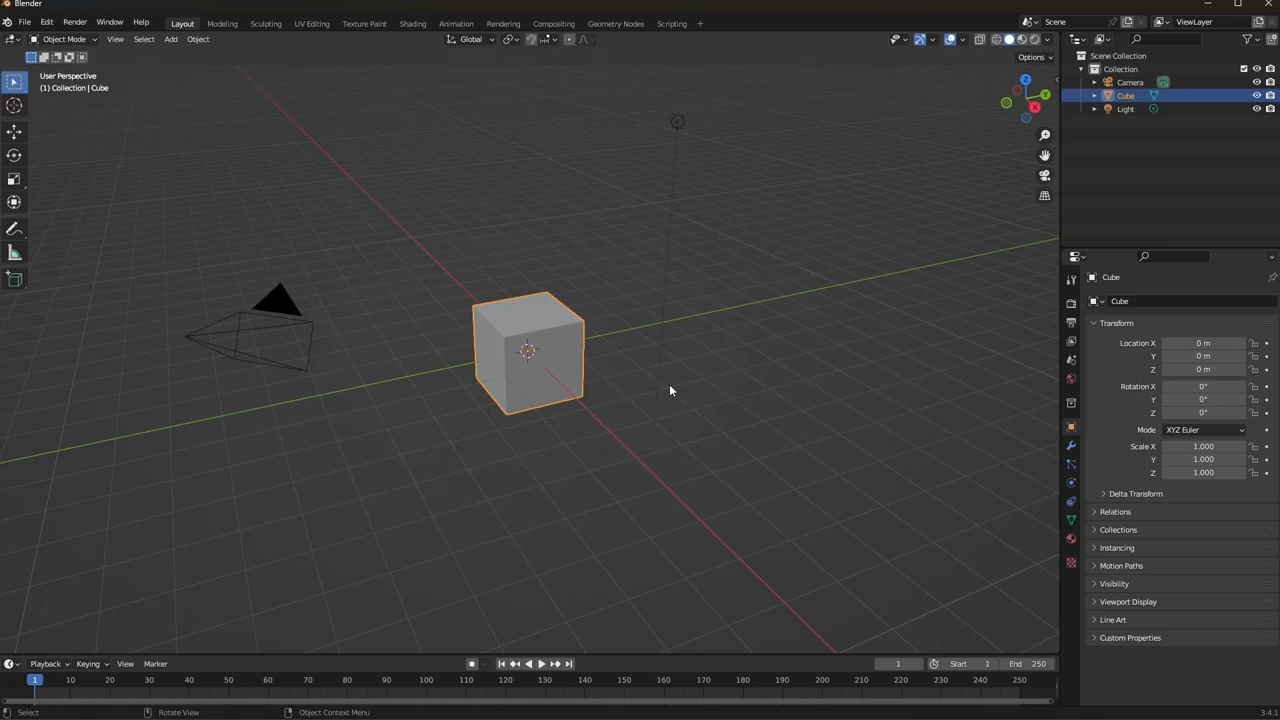 Blender
File Edit Render Window Help Layout Modeling Sculpting UV Editing Texture Paint Shading Animation Rendering Compositing Geometry Nodes Scripting + Scene ViewLayer
Object Mode View Select Add Object Global
Options
User Perspective
(1) Collection | Cube
Z
Y
X
Scene Collection
Collection
Camera
Cube
Light
Cube
Cube
Transform
Location X 0 m
Y 0 m
Z 0 m
Rotation X 0°
Y 0°
Z 0°
Mode XYZ Euler
Scale X 1.000
Y 1.000
Z 1.000
Delta Transform
Relations
Collections
Instancing
Motion Paths
Visibility
Viewport Display
Line Art
Custom Properties
Playback Keying View Marker 1 Start 1 End 250
1 10 20 30 40 50 60 70 80 90 100 110 120 130 140 150 160 170 180 190 200 210 220 230 240 250
Select Rotate View Object Context Menu 3.4.1